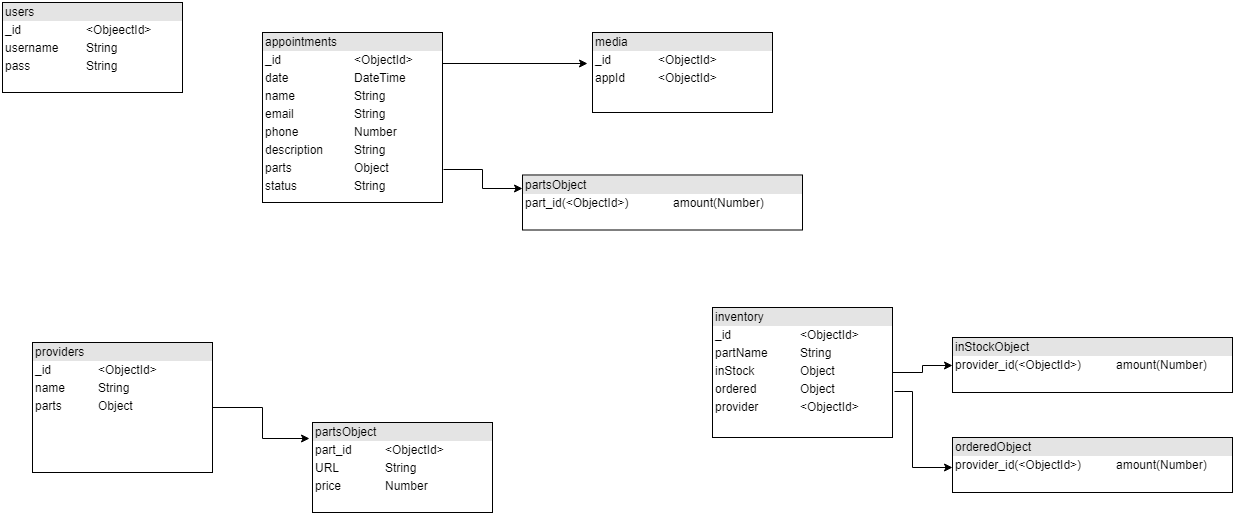 users
_id <ObjeectId>
username String
pass String
appointments
_id <ObjectId>
date DateTime
name String
email String
phone Number
description String
parts Object
status String
media
_id <ObjectId>
appId <ObjectId>
partsObject
part_id(<ObjectId>) amount(Number)
providers
_id <ObjectId>
name String
parts Object
partsObject
part_id <ObjectId>
URL String
price Number
inventory
_id <ObjectId>
partName String
inStock Object
ordered Object
provider <ObjectId>
inStockObject
provider_id(<ObjectId>) amount(Number)
orderedObject
provider_id(<ObjectId>) amount(Number)